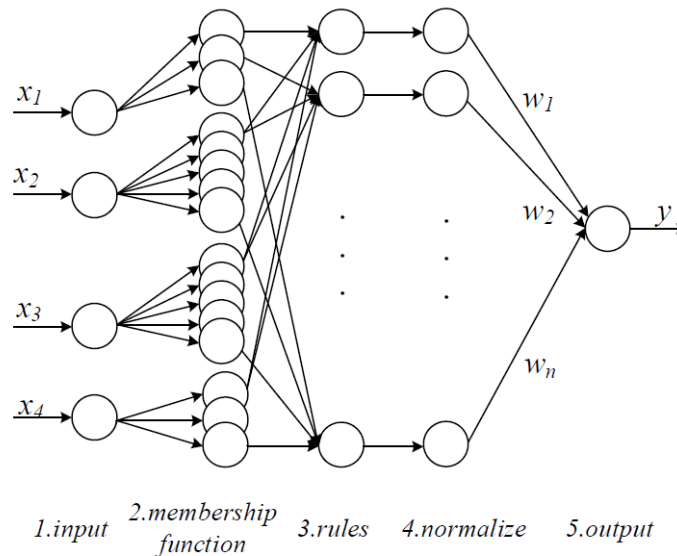 x1
x2
x3
x4
w1
w2
wn
y
1.input
2.membership
function
3.rules
4.normalize
5.output